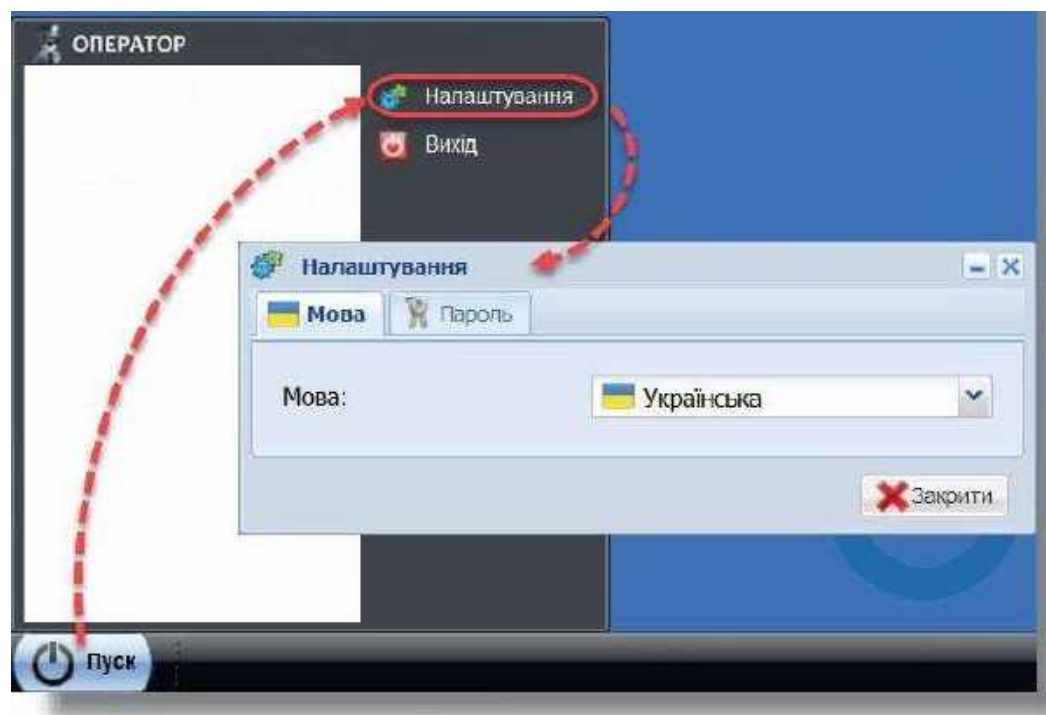 ОПЕРАТОР
Налаштування
Вихід
Налаштування
Мова Пароль
Мова: Українська
Закрити
Пуск